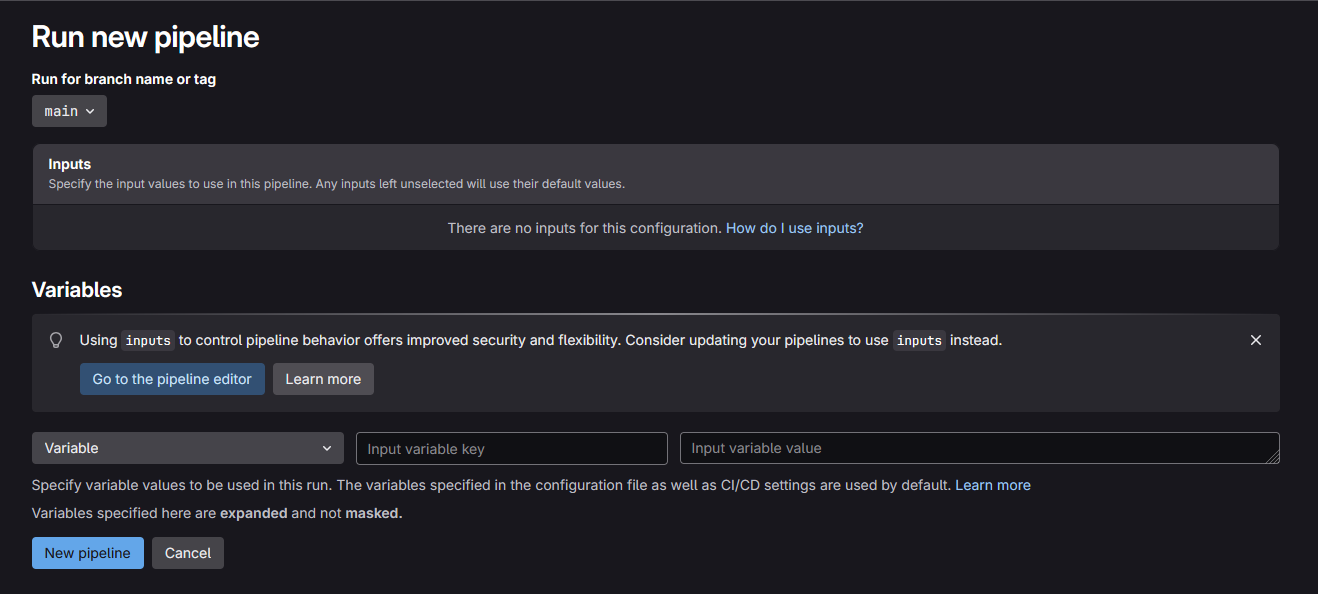 Run new pipeline
Run for branch name or tag
main
Inputs
Specify the input values to use in this pipeline. Any inputs left unselected will use their default values.
There are no inputs for this configuration. How do I use inputs?
Variables
Using inputs to control pipeline behavior offers improved security and flexibility. Consider updating your pipelines to use inputs instead.
Go to the pipeline editor Learn more
Variable Input variable key Input variable value
Specify variable values to be used in this run. The variables specified in the configuration file as well as CI/CD settings are used by default. Learn more
Variables specified here are expanded and not masked.
New pipeline Cancel